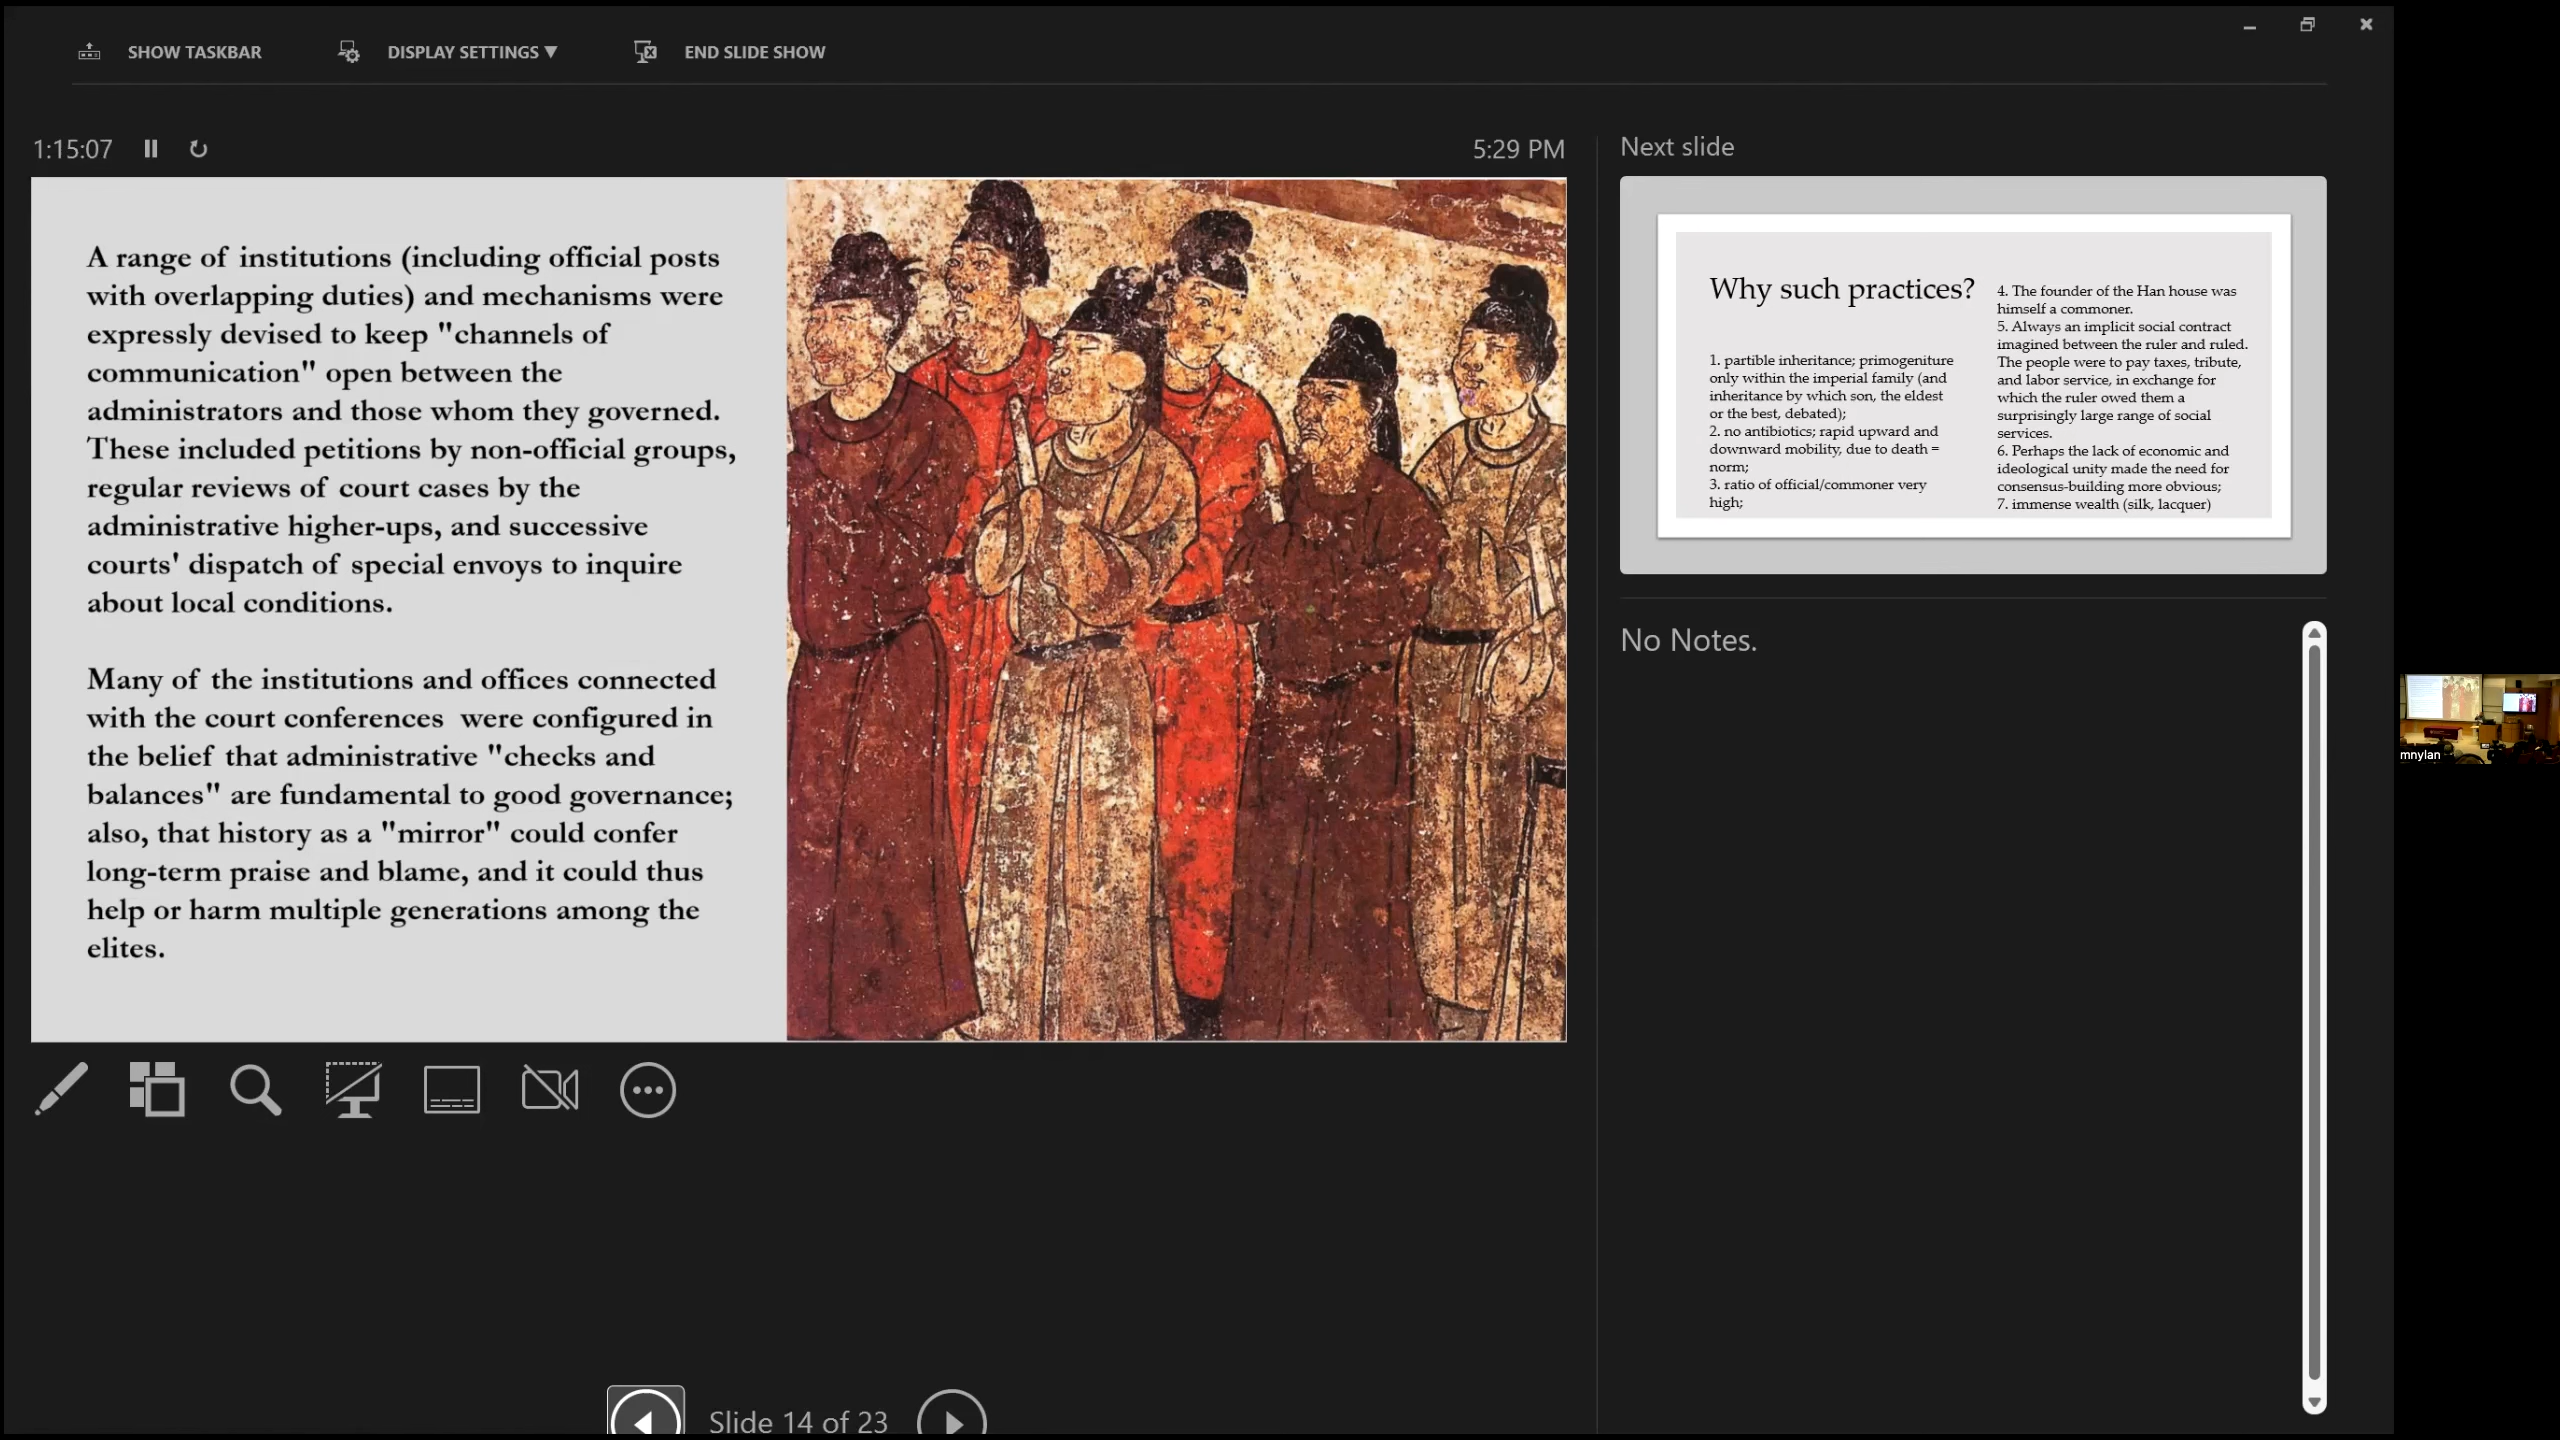 SHOW TASKBAR
DISPLAY SETTINGS ▼
END SLIDE SHOW
1:15:07
5:29 PM
A range of institutions (including official posts
with overlapping duties) and mechanisms were
expressly devised to keep "channels of
communication" open between the
administrators and those whom they governed.
These included petitions by non-official groups,
regular reviews of court cases by the
administrative higher-ups, and successive
courts' dispatch of special envoys to inquire
about local conditions.
Many of the institutions and offices connected
with the court conferences were configured in
the belief that administrative "checks and
balances" are fundamental to good governance;
also, that history as a "mirror" could confer
long-term praise and blame, and it could thus
help or harm multiple generations among the
elites.
Slide 14 of 23
Next slide
Why such practices?
1. partible inheritance; primogeniture
only within the imperial family (and
inheritance by which son, the eldest
or the best, debated);
2. no antibiotics; rapid upward and
downward mobility, due to death =
norm;
3. ratio of official/commoner very
high;
4. The founder of the Han house was
himself a commoner.
5. Always an implicit social contract
imagined between the ruler and ruled.
The people were to pay taxes, tribute,
and labor service, in exchange for
which the ruler owed them a
surprisingly large range of social
services.
6. Perhaps the lack of economic and
ideological unity made the need for
consensus-building more obvious;
7. immense wealth (silk, lacquer)
No Notes.
mnylan